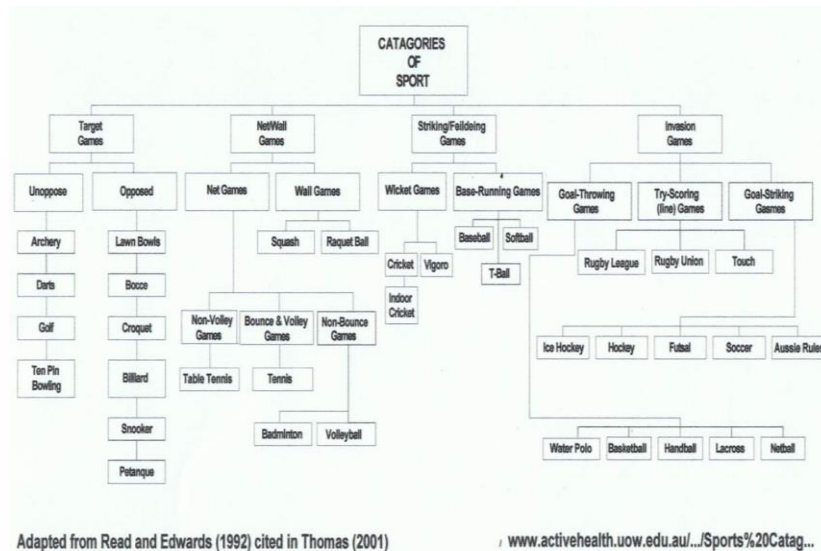 CATAGORIES
OF
SPORT
Target
Games
Net/Wall
Games
Striking/Feildeing
Games
Invasion
Games
Unoppose
Opposed
Net Games
Wall Games
Wicket Games
Base-Running Games
Goal-Throwing
Games
Try-Scoring
(line) Games
Goal-Striking
Gasmes
Archery
Lawn Bowls
Squash
Raquet Ball
Baseball
Softball
Cricket
Vigoro
T-Ball
Rugby League
Rugby Union
Touch
Darts
Bocce
Indoor
Cricket
Golf
Croquet
Non-Volley
Games
Bounce & Volley
Games
Non-Bounce
Games
Ice Hockey
Hockey
Futsal
Soccer
Aussie Rules
Ten Pin
Bowling
Billiard
Table Tennis
Tennis
Snooker
Badminton
Volleyball
Petanque
Water Polo
Basketball
Handball
Lacross
Netball
Adapted from Read and Edwards (1992) cited in Thomas (2001)
/ www.activehealth.uow.edu.au/.../Sports%20Catag...